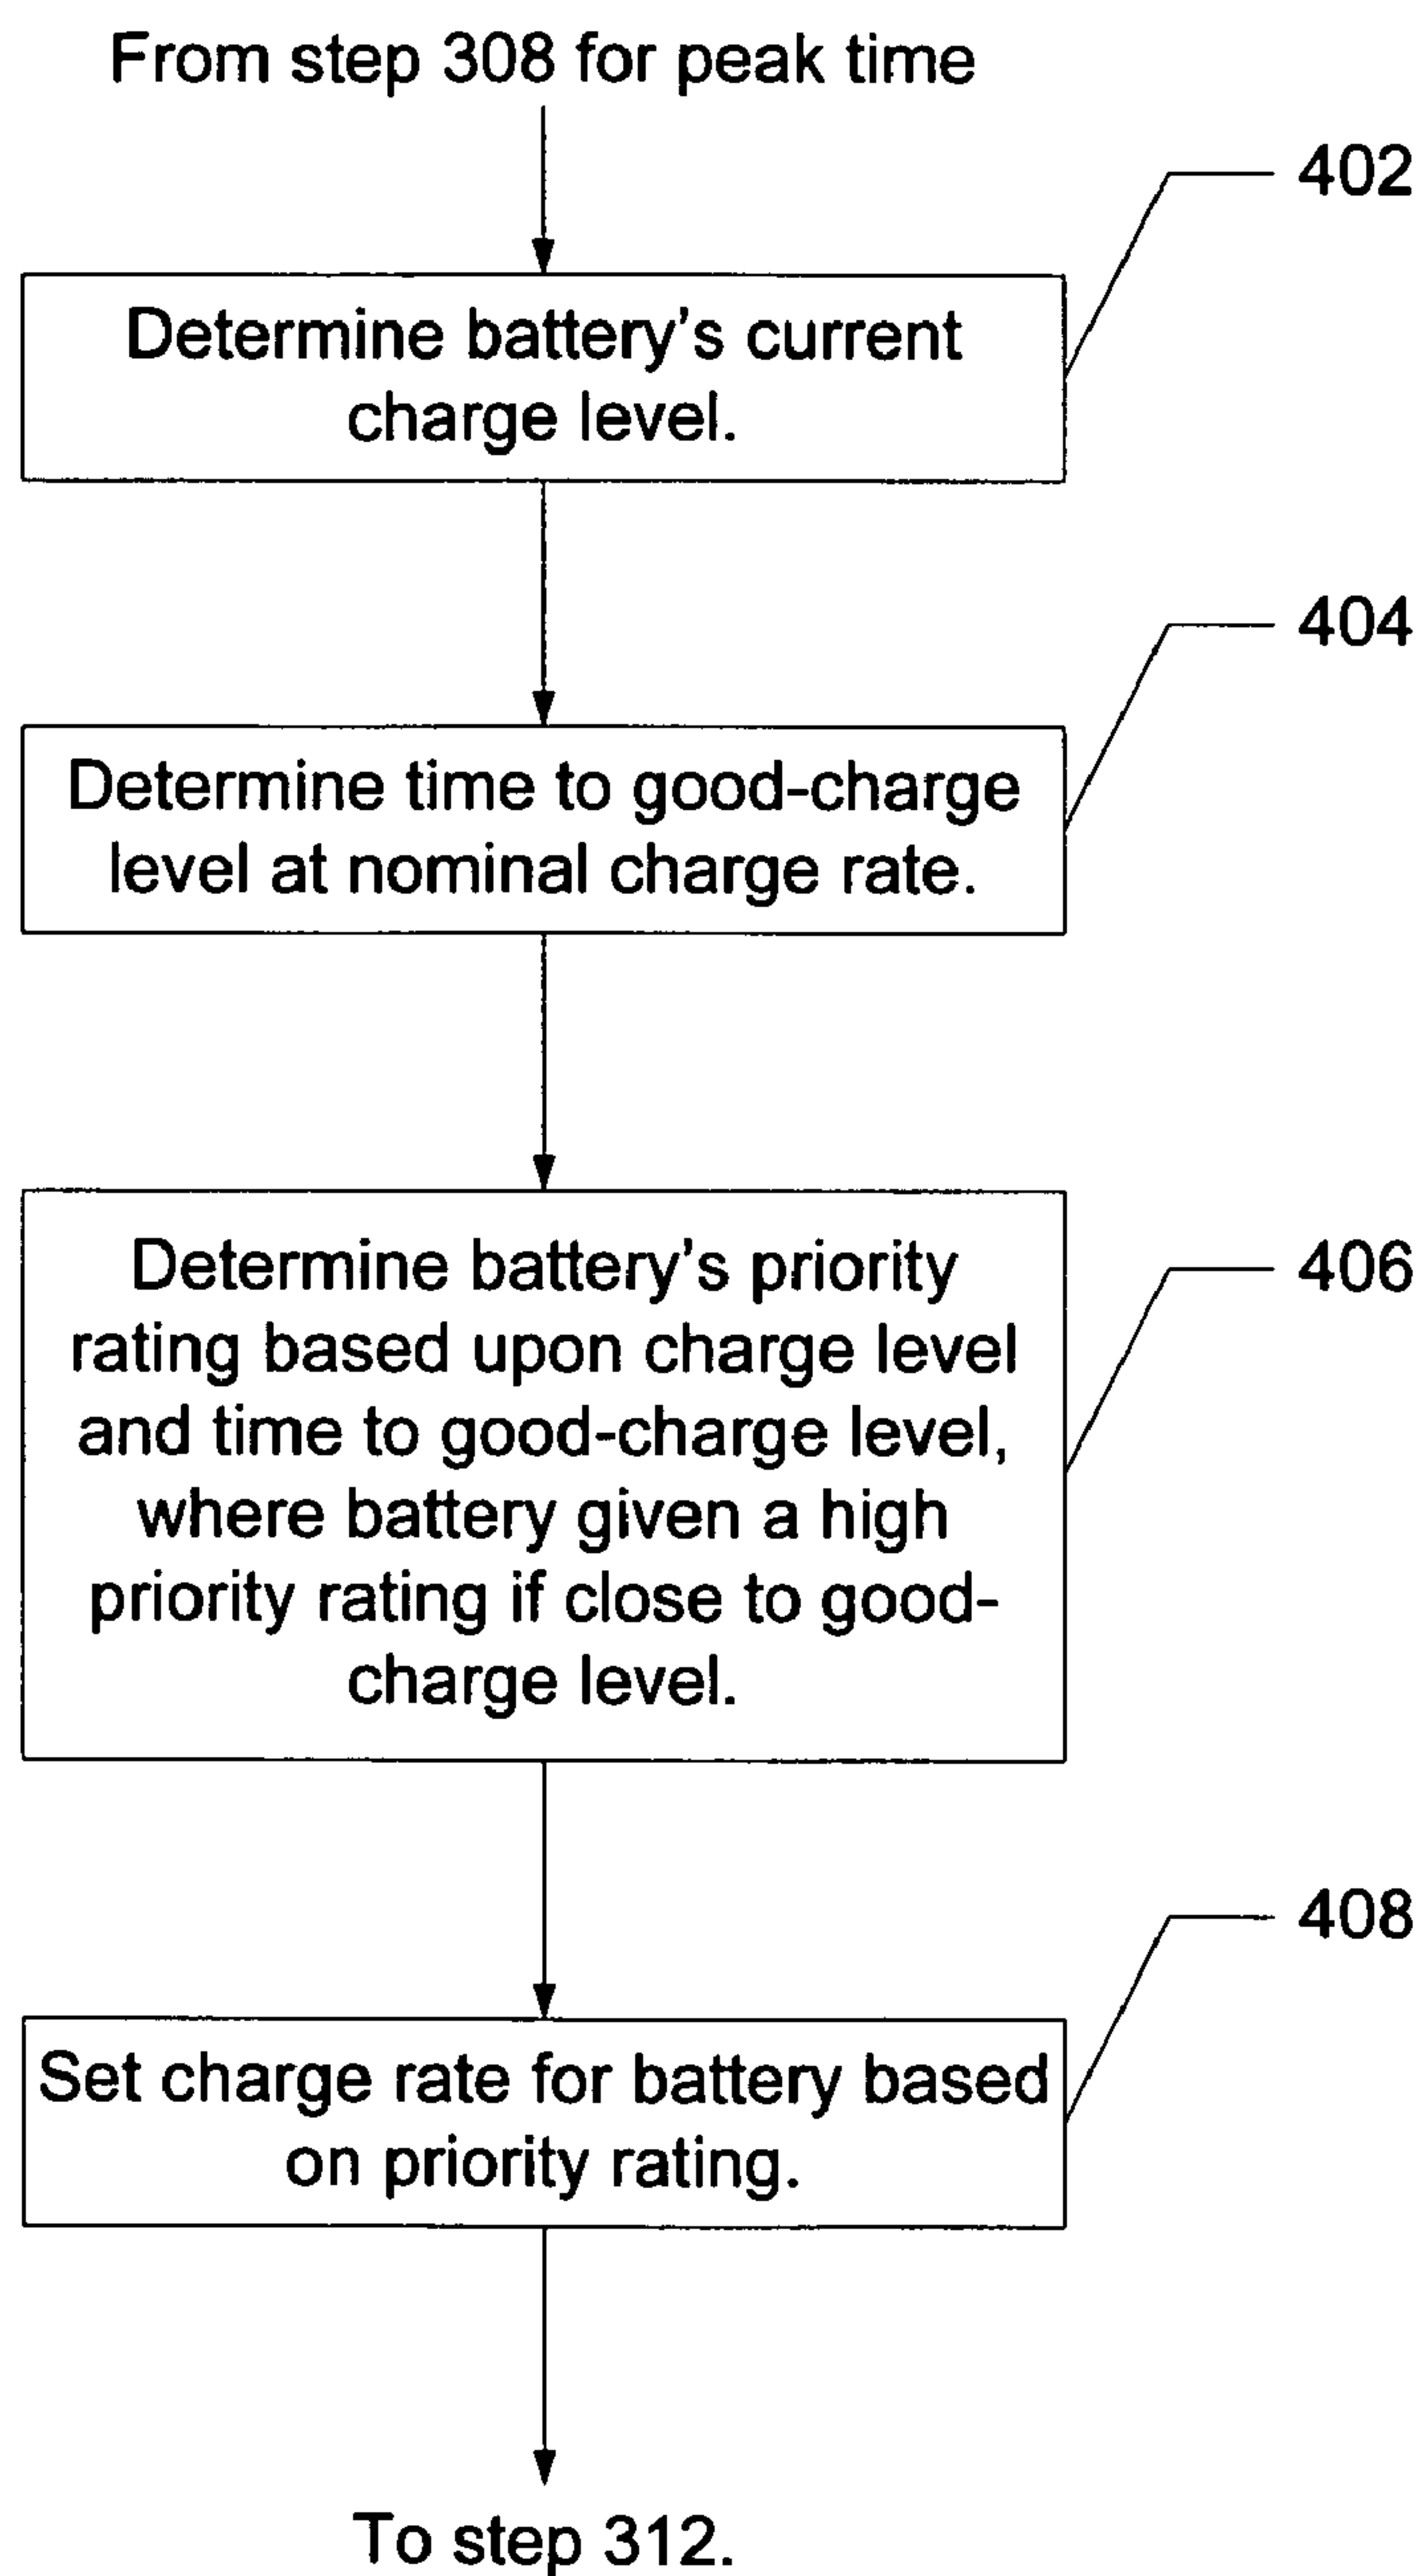 From step 308 for peak time
402
Determine battery's current
charge level.
404
Determine time to good-charge
level at nominal charge rate.
406
Determine battery's priority
rating based upon charge level
and time to good-charge level,
where battery given a high
priority rating if close to good-
charge level.
408
Set charge rate for battery based
on priority rating.
To step 312.